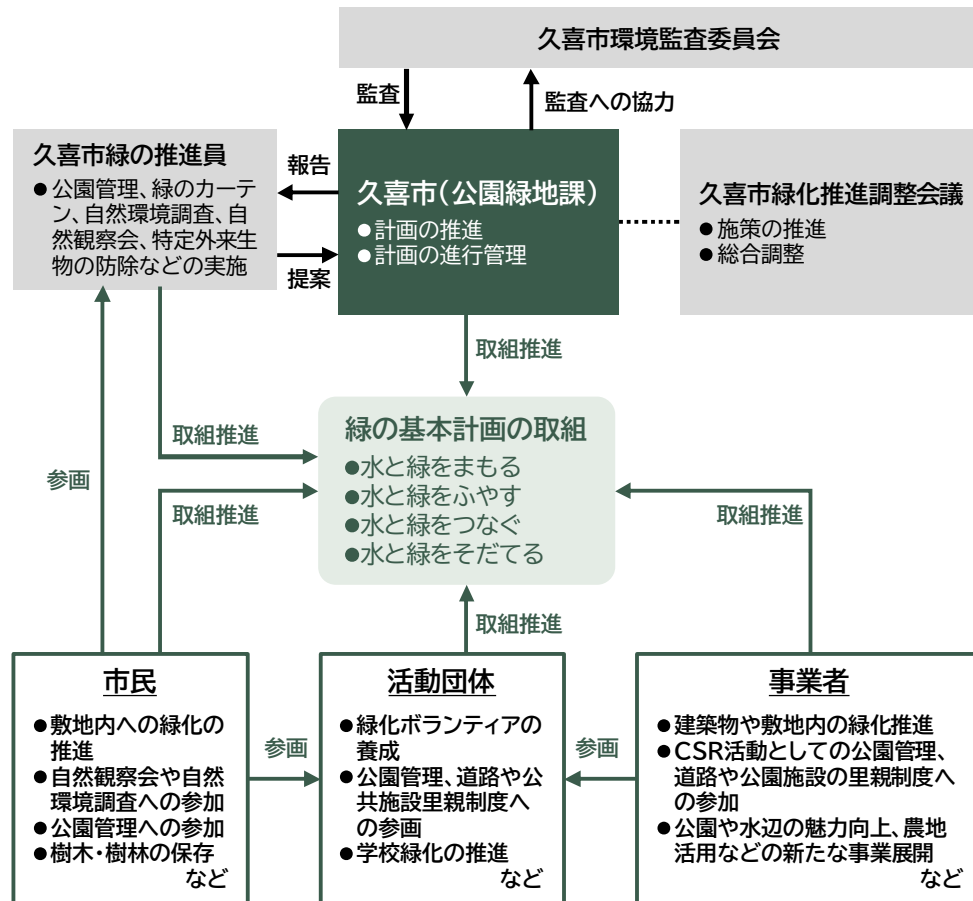 久喜市環境監査委員会
監査
監査への協力
久喜市緑の推進員
●公園管理、緑のカーテ
ン、自然環境調査、自
然観察会、特定外来生
物の防除などの実施
報告
提案
久喜市（公園緑地課）
●計画の推進
●計画の進行管理
久喜市緑化推進調整会議
●施策の推進
●総合調整
取組推進
緑の基本計画の取組
●水と緑をまもる
●水と緑をふやす
●水と緑をつなぐ
●水と緑をそだてる
取組推進
参画
取組推進
取組推進
取組推進
市民
●敷地内への緑化の
推進
●自然観察会や自然
環境調査への参加
●公園管理への参加
●樹木・樹林の保存
など
参画
活動団体
●緑化ボランティアの
養成
●公園管理、道路や公
共施設里親制度へ
の参画
●学校緑化の推進
など
参画
事業者
●建築物や敷地内の緑化推進
●CSR活動としての公園管理、
道路や公園施設の里親制度へ
の参加
●公園や水辺の魅力向上、農地
活用などの新たな事業展開
など